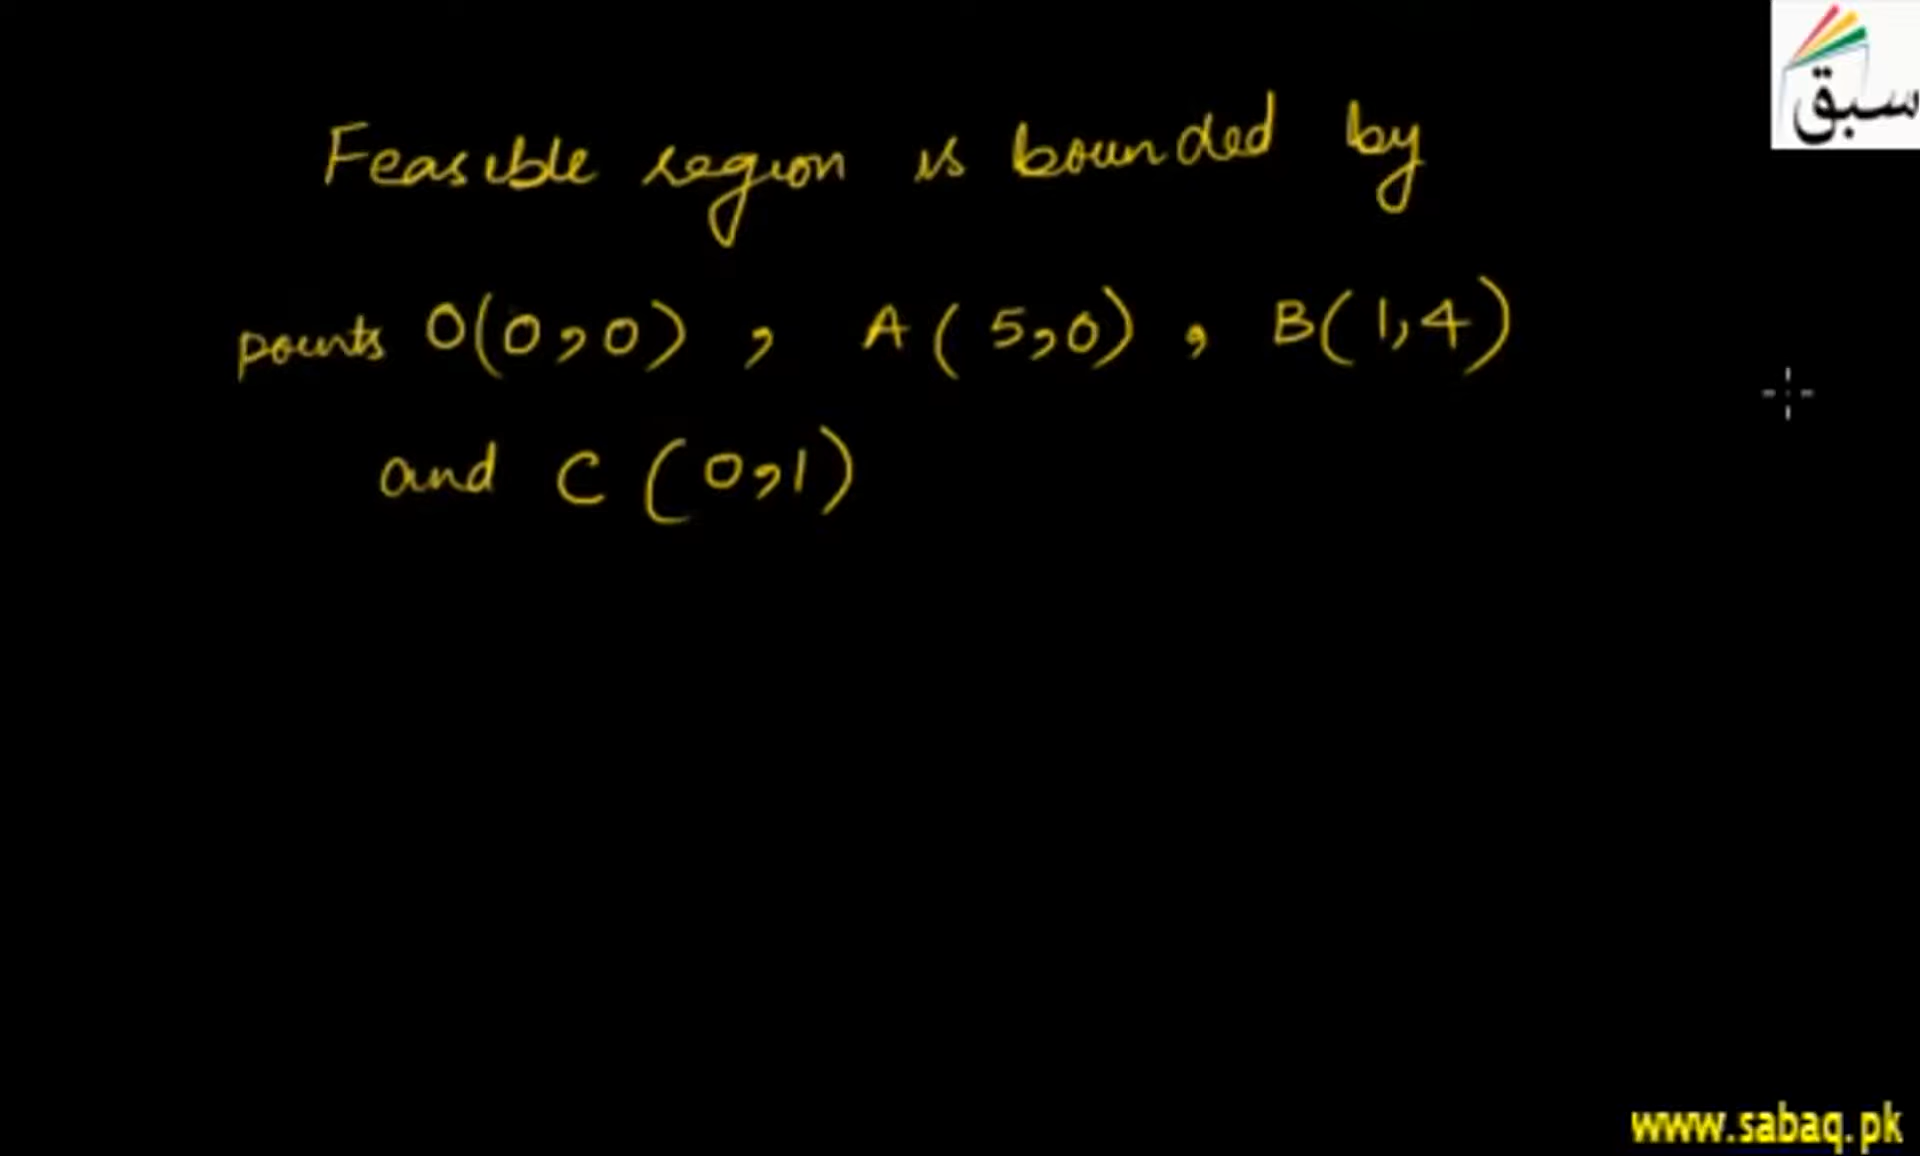 سبق
Feasible region is bounded by
points O(0,0) , A(5,0) , B(1,4)
and C(0,1)
www.sabaq.pk